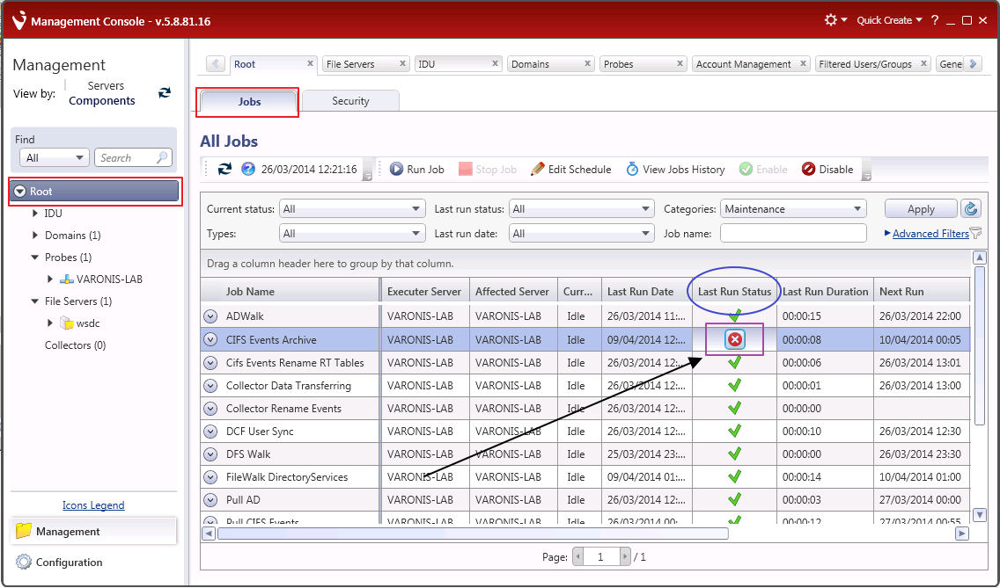 Management Console - v.5.8.81.16
Quick Create ?
Management
View by: Servers
Components
Root File Servers IDU Domains Probes Account Management Filtered Users/Groups Gene
Jobs Security
Find
All Search
Root
IDU
Domains (1)
Probes (1)
VARONIS-LAB
File Servers (1)
wsdc
Collectors (0)
Icons Legend
Management
Configuration
All Jobs
26/03/2014 12:21:16 Run Job Stop Job Edit Schedule View Jobs History Enable Disable
Current status: All Last run status: All Categories: Maintenance Apply
Types: All Last run date: All Job name: Advanced Filters
Drag a column header here to group by that column.
Job Name Executer Server Affected Server Curr... Last Run Date Last Run Status Last Run Duration Next Run
ADWalk VARONIS-LAB VARONIS-LAB Idle 26/03/2014 11:... 00:00:15 26/03/2014 22:00
CIFS Events Archive VARONIS-LAB VARONIS-LAB Idle 09/04/2014 12:... 00:00:08 10/04/2014 00:05
Cifs Events Rename RT Tables VARONIS-LAB VARONIS-LAB Idle 26/03/2014 12:... 00:00:06 26/03/2014 13:01
Collector Data Transferring VARONIS-LAB VARONIS-LAB Idle 26/03/2014 12:... 00:00:01 26/03/2014 13:00
Collector Rename Events VARONIS-LAB VARONIS-LAB Idle 26/03/2014 12:... 00:00:00
DCF User Sync VARONIS-LAB VARONIS-LAB Idle 26/03/2014 12:... 00:00:10 26/03/2014 12:30
DFS Walk VARONIS-LAB VARONIS-LAB Idle 25/03/2014 23:... 00:00:00 26/03/2014 23:30
FileWalk DirectoryServices VARONIS-LAB VARONIS-LAB Idle 09/04/2014 01:... 00:00:14 10/04/2014 01:00
Pull AD VARONIS-LAB VARONIS-LAB Idle 26/03/2014 12:... 00:00:03 27/03/2014 00:00
Pull CIFS Events VARONIS-LAB VARONIS-LAB Idle 26/03/2014 00:... 00:00:12 27/03/2014 00:55
Page: 1 / 1